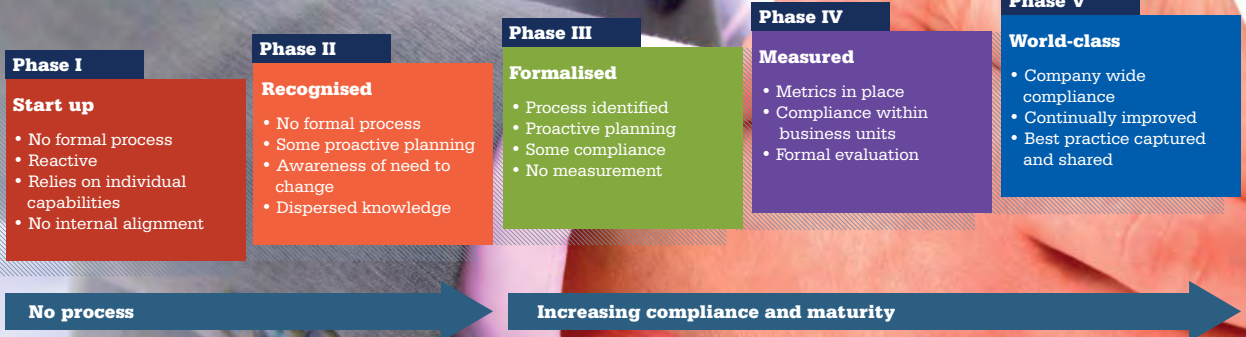 Phase I
Start up
• No formal process
• Reactive
• Relies on individual
capabilities
• No internal alignment
Phase II
Recognised
• No formal process
• Some proactive planning
• Awareness of need to
change
• Dispersed knowledge
Phase III
Formalised
• Process identified
• Proactive planning
• Some compliance
• No measurement
Phase IV
Measured
• Metrics in place
• Compliance within
business units
• Formal evaluation
Phase V
World-class
• Company wide
compliance
• Continually improved
• Best practice captured
and shared
No process
Increasing compliance and maturity